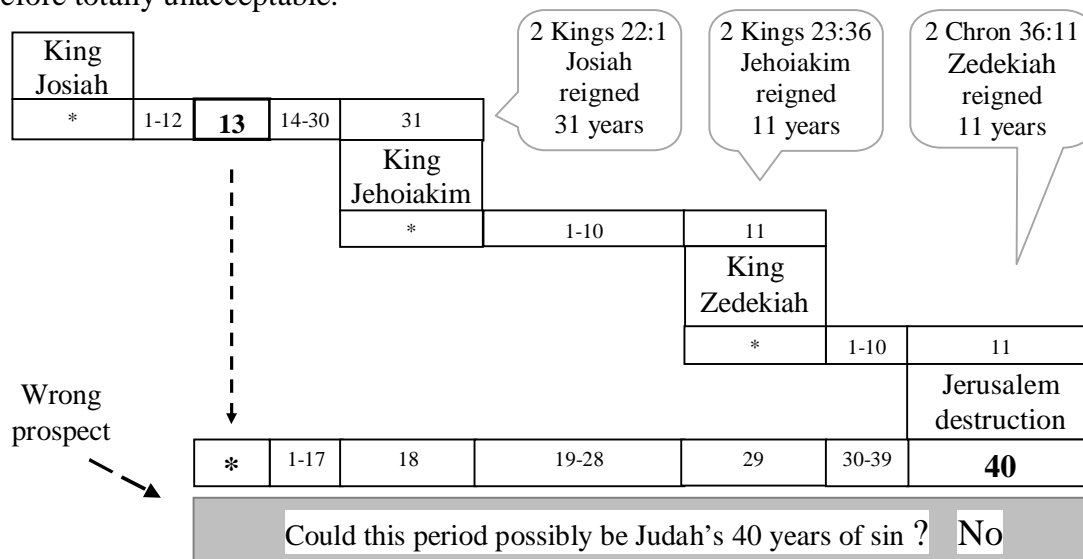 efore totally unacceptable.
King
Josiah
* 1-12 13 14-30 31
2 Kings 22:1
Josiah
reigned
31 years
2 Kings 23:36
Jehoiakim
reigned
11 years
2 Chron 36:11
Zedekiah
reigned
11 years
King
Jehoiakim
* 1-10 11
King
Zedekiah
* 1-10 11
Jerusalem
destruction
Wrong
prospect
* 1-17 18 19-28 29 30-39 40
Could this period possibly be Judah’s 40 years of sin ? No